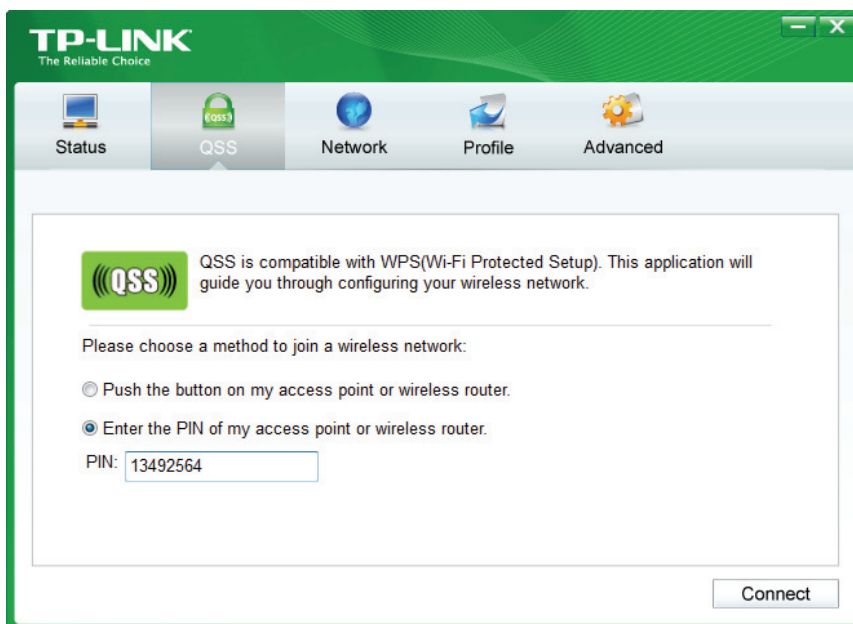 TP-LINK
The Reliable Choice
Status QSS Network Profile Advanced
QSS is compatible with WPS(Wi-Fi Protected Setup). This application will
(((QSS))) guide you through configuring your wireless network.
Please choose a method to join a wireless network:
Push the button on my access point or wireless router.
Enter the PIN of my access point or wireless router.
PIN: 13492564
Connect